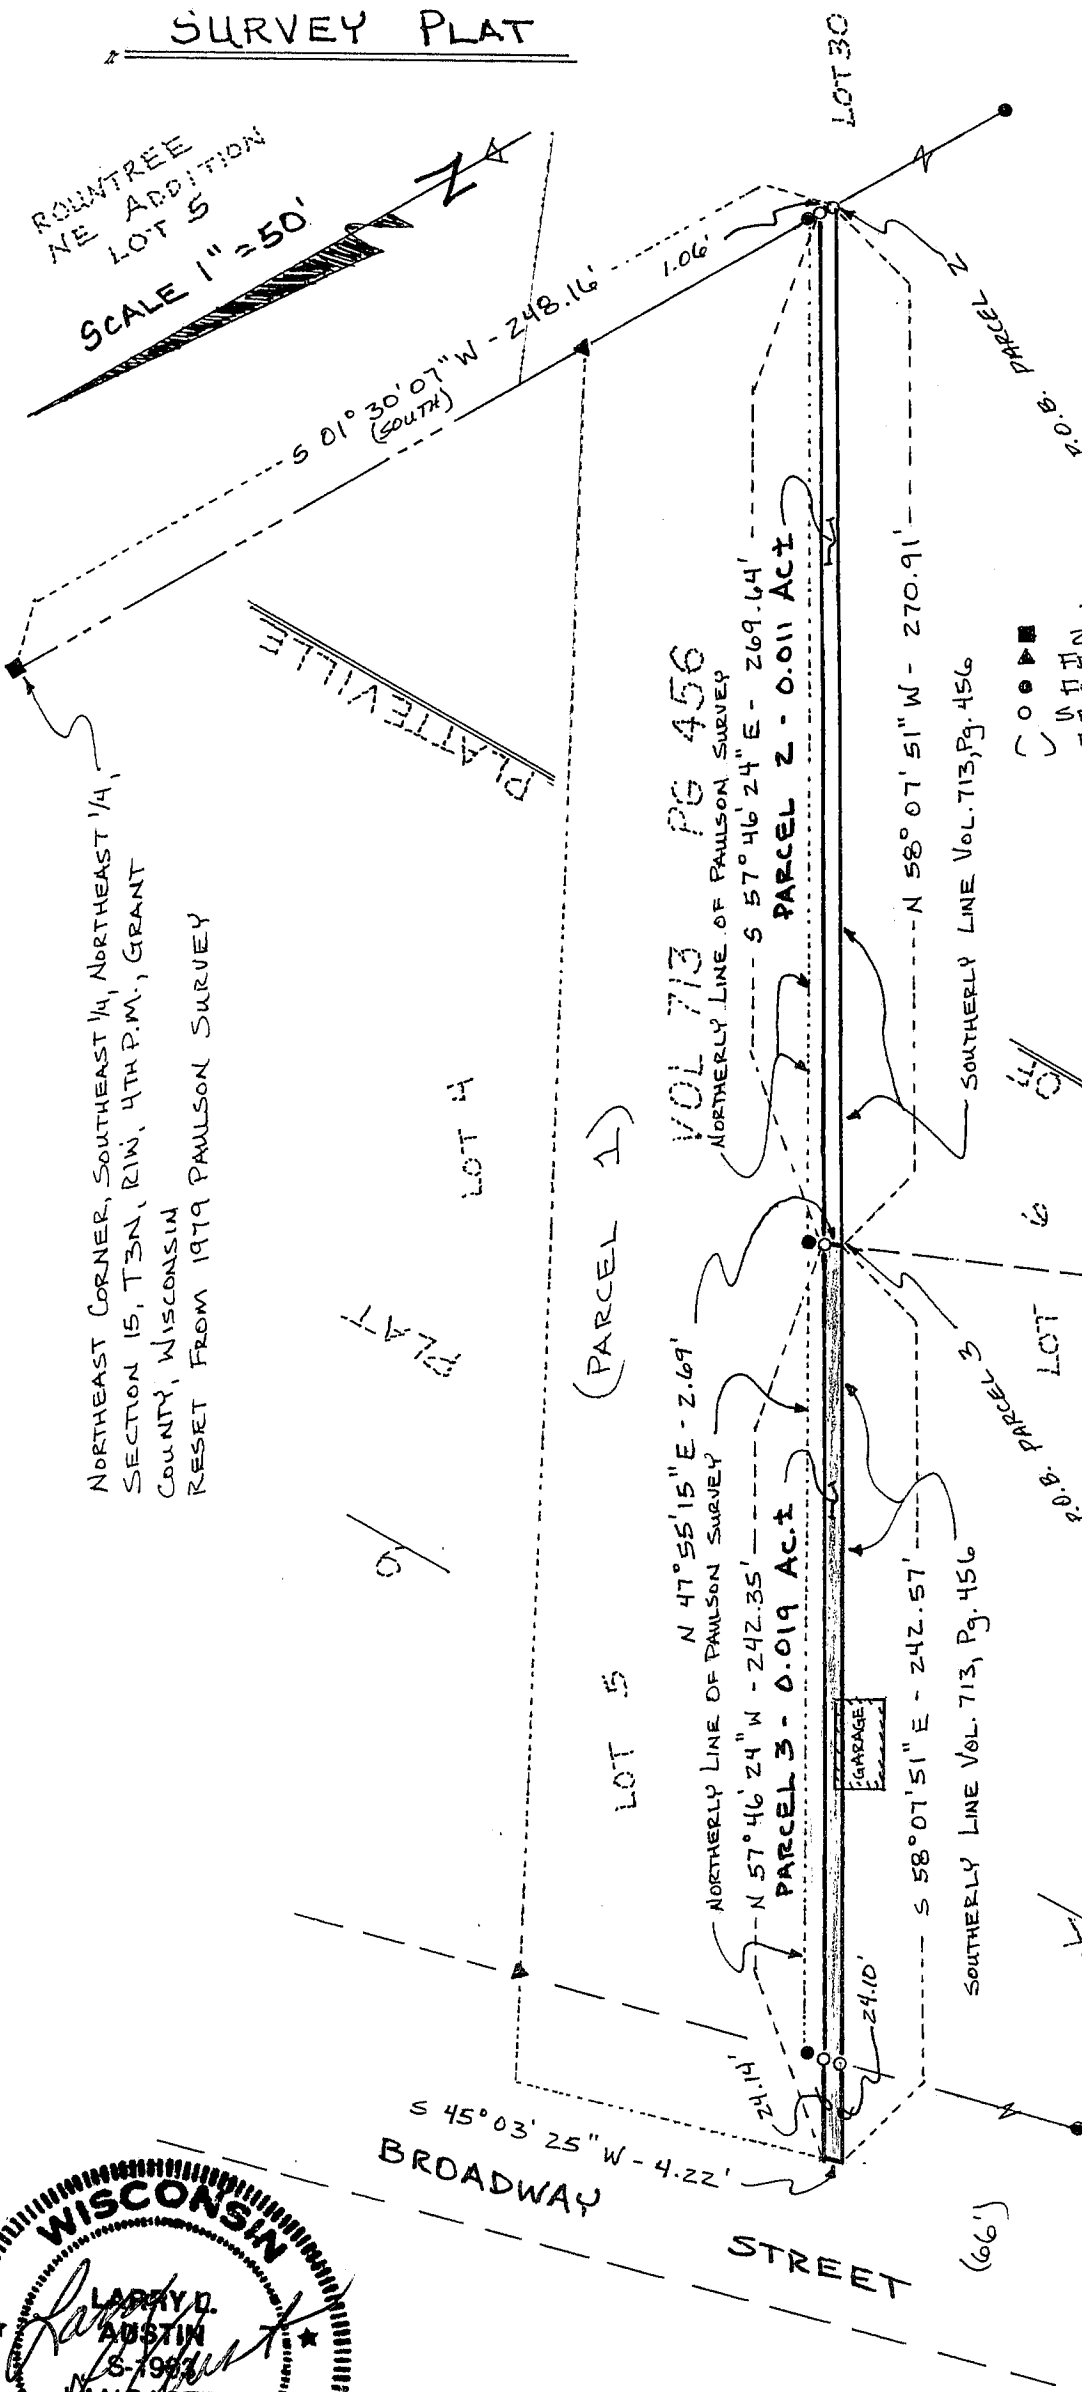 SURVEY PLAT
ROUNTREE
NE ADDITION
LOT 5
SCALE 1" = 50'
N
S 01° 30' 07" W - 248.16'
(SOUTH)
1.06'
LOT 30
P.O.B. PARCEL 2
NORTHEAST CORNER, SOUTHEAST 1/4, NORTHEAST 1/4,
SECTION 15, T3N, R1W, 4TH P.M., GRANT
COUNTY, WISCONSIN
RESET FROM 1979 PAULSON SURVEY
PLATTEVILLE
PLAT
LOT 4
(PARCEL 1)
VOL 713 PG 456
NORTHERLY LINE OF PAULSON SURVEY
S 57° 46' 24" E - 269.64'
PARCEL 2 - 0.011 AC±
N 58° 07' 51" W - 270.91'
SOUTHERLY LINE VOL. 713, Pg. 456
OF
LOT 6
P.O.B. PARCEL 3
LOT 5
N 47° 55' 15" E - 2.69'
NORTHERLY LINE OF PAULSON SURVEY
N 57° 46' 24" W - 242.35'
PARCEL 3 - 0.019 AC.±
GARAGE
S 58° 07' 51" E - 242.57'
SOUTHERLY LINE VOL. 713, Pg. 456
24.14'
24.10'
S 45° 03' 25" W - 4.22'
BROADWAY
STREET
(66')
WISCONSIN
LARRY D.
AUSTIN